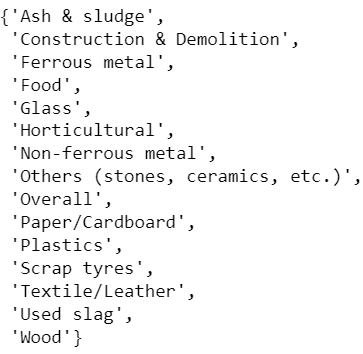 {'Ash & sludge',
'Construction & Demolition',
'Ferrous metal',
'Food',
'Glass',
'Horticultural',
'Non-ferrous metal',
'Others (stones, ceramics, etc.)',
'Overall',
'Paper/Cardboard',
'Plastics',
'Scrap tyres',
'Textile/Leather',
'Used slag',
'Wood'}